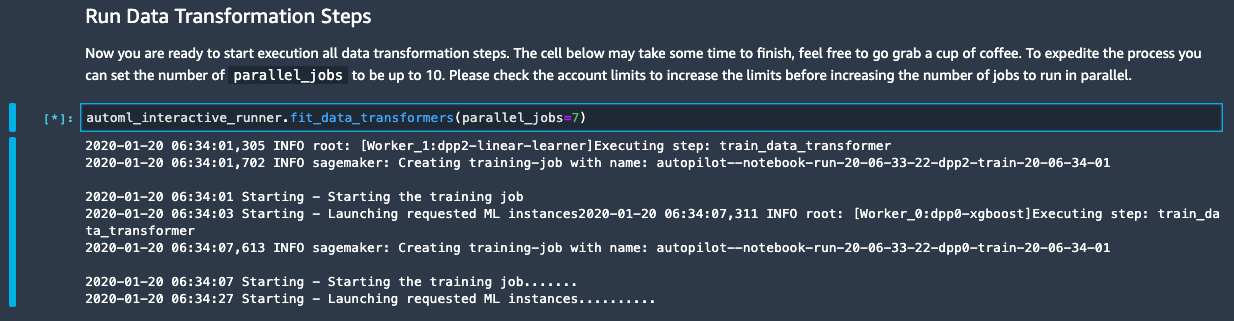 Run Data Transformation Steps
Now you are ready to start execution all data transformation steps. The cell below may take some time to finish, feel free to go grab a cup of coffee. To expedite the process you
can set the number of parallel_jobs to be up to 10. Please check the account limits to increase the limits before increasing the number of jobs to run in parallel.
[*]: automl_interactive_runner.fit_data_transformers(parallel_jobs=7)
2020-01-20 06:34:01,305 INFO root: [Worker_1:dpp2-linear-learner]Executing step: train_data_transformer
2020-01-20 06:34:01,702 INFO sagemaker: Creating training-job with name: autopilot--notebook-run-20-06-33-22-dpp2-train-20-06-34-01
2020-01-20 06:34:01 Starting - Starting the training job
2020-01-20 06:34:03 Starting - Launching requested ML instances2020-01-20 06:34:07,311 INFO root: [Worker_0:dpp0-xgboost]Executing step: train_da
ta_transformer
2020-01-20 06:34:07,613 INFO sagemaker: Creating training-job with name: autopilot--notebook-run-20-06-33-22-dpp0-train-20-06-34-01
2020-01-20 06:34:07 Starting - Starting the training job.......
2020-01-20 06:34:27 Starting - Launching requested ML instances..........